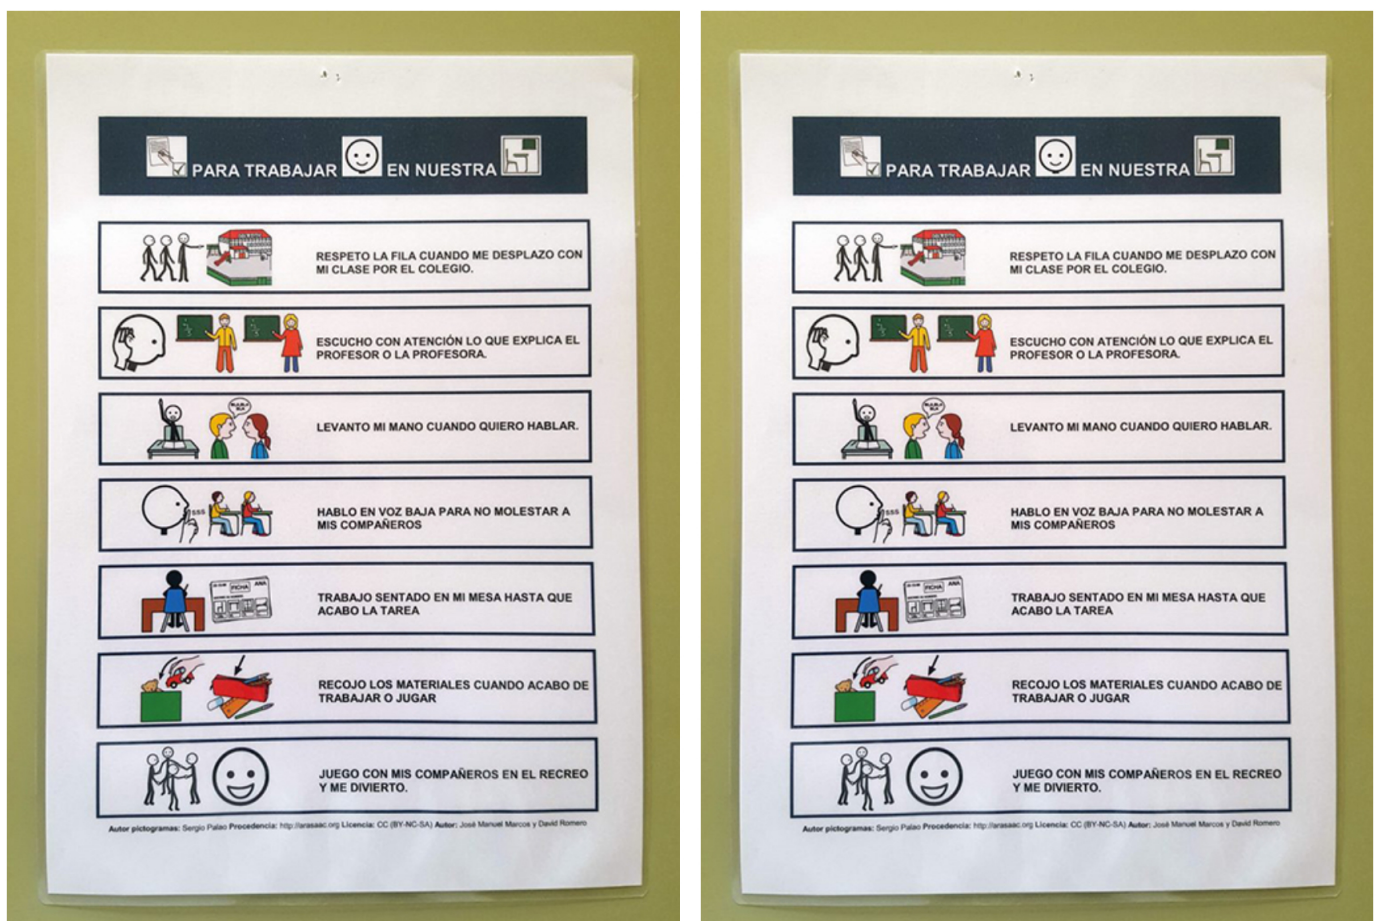 PARA TRABAJAR EN NUESTRA
RESPETO LA FILA CUANDO ME DESPLAZO CON
MI CLASE POR EL COLEGIO.
ESCUCHO CON ATENCIÓN LO QUE EXPLICA EL
PROFESOR O LA PROFESORA.
LEVANTO MI MANO CUANDO QUIERO HABLAR.
SSS
HABLO EN VOZ BAJA PARA NO MOLESTAR A
MIS COMPAÑEROS
FICHA ANA
TRABAJO SENTADO EN MI MESA HASTA QUE
ACABO LA TAREA
RECOJO LOS MATERIALES CUANDO ACABO DE
TRABAJAR O JUGAR
JUEGO CON MIS COMPAÑEROS EN EL RECREO
Y ME DIVIERTO.
Autor pictogramas: Sergio Palao Procedencia: http://arasaac.org Licencia: CC (BY-NC-SA) Autor: José Manuel Marcos y David Romero
PARA TRABAJAR EN NUESTRA
RESPETO LA FILA CUANDO ME DESPLAZO CON
MI CLASE POR EL COLEGIO.
ESCUCHO CON ATENCIÓN LO QUE EXPLICA EL
PROFESOR O LA PROFESORA.
LEVANTO MI MANO CUANDO QUIERO HABLAR.
SSS
HABLO EN VOZ BAJA PARA NO MOLESTAR A
MIS COMPAÑEROS
FICHA ANA
TRABAJO SENTADO EN MI MESA HASTA QUE
ACABO LA TAREA
RECOJO LOS MATERIALES CUANDO ACABO DE
TRABAJAR O JUGAR
JUEGO CON MIS COMPAÑEROS EN EL RECREO
Y ME DIVIERTO.
Autor pictogramas: Sergio Palao Procedencia: http://arasaac.org Licencia: CC (BY-NC-SA) Autor: José Manuel Marcos y David Romero